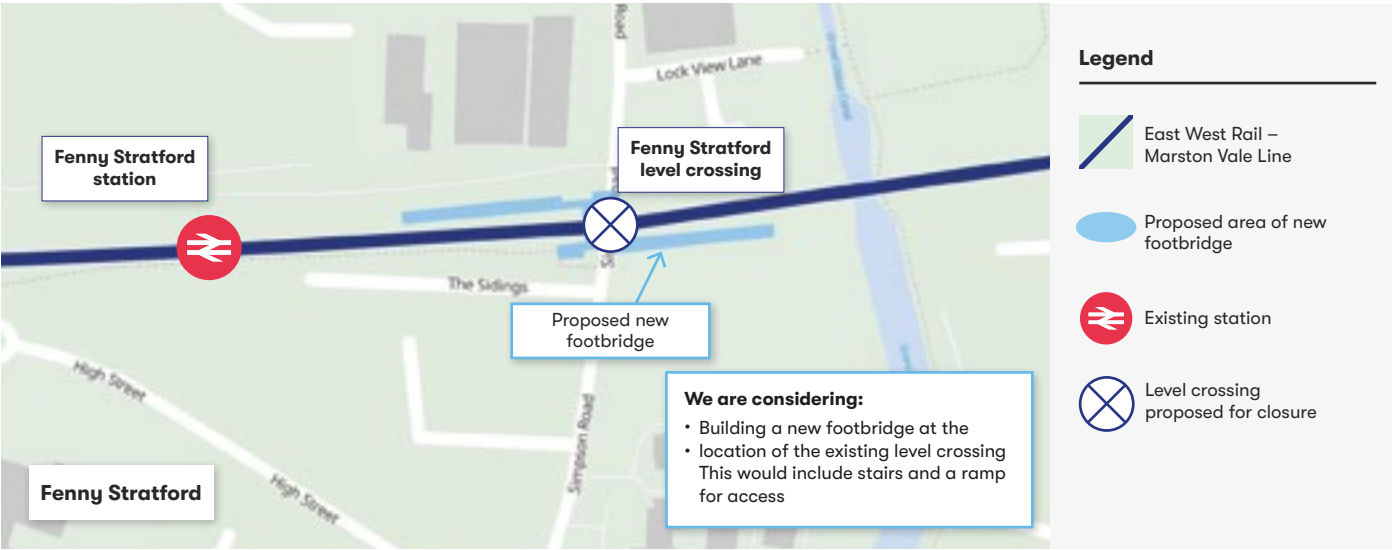 Road
Lock View Lane
Fenny Stratford
station
Fenny Stratford
level crossing
The Sidings
Proposed new
footbridge
High Street
High Street
Simpson Road
Fenny Stratford
We are considering:
• Building a new footbridge at the
• location of the existing level crossing
This would include stairs and a ramp
for access
Legend
East West Rail –
Marston Vale Line
Proposed area of new
footbridge
Existing station
Level crossing
proposed for closure